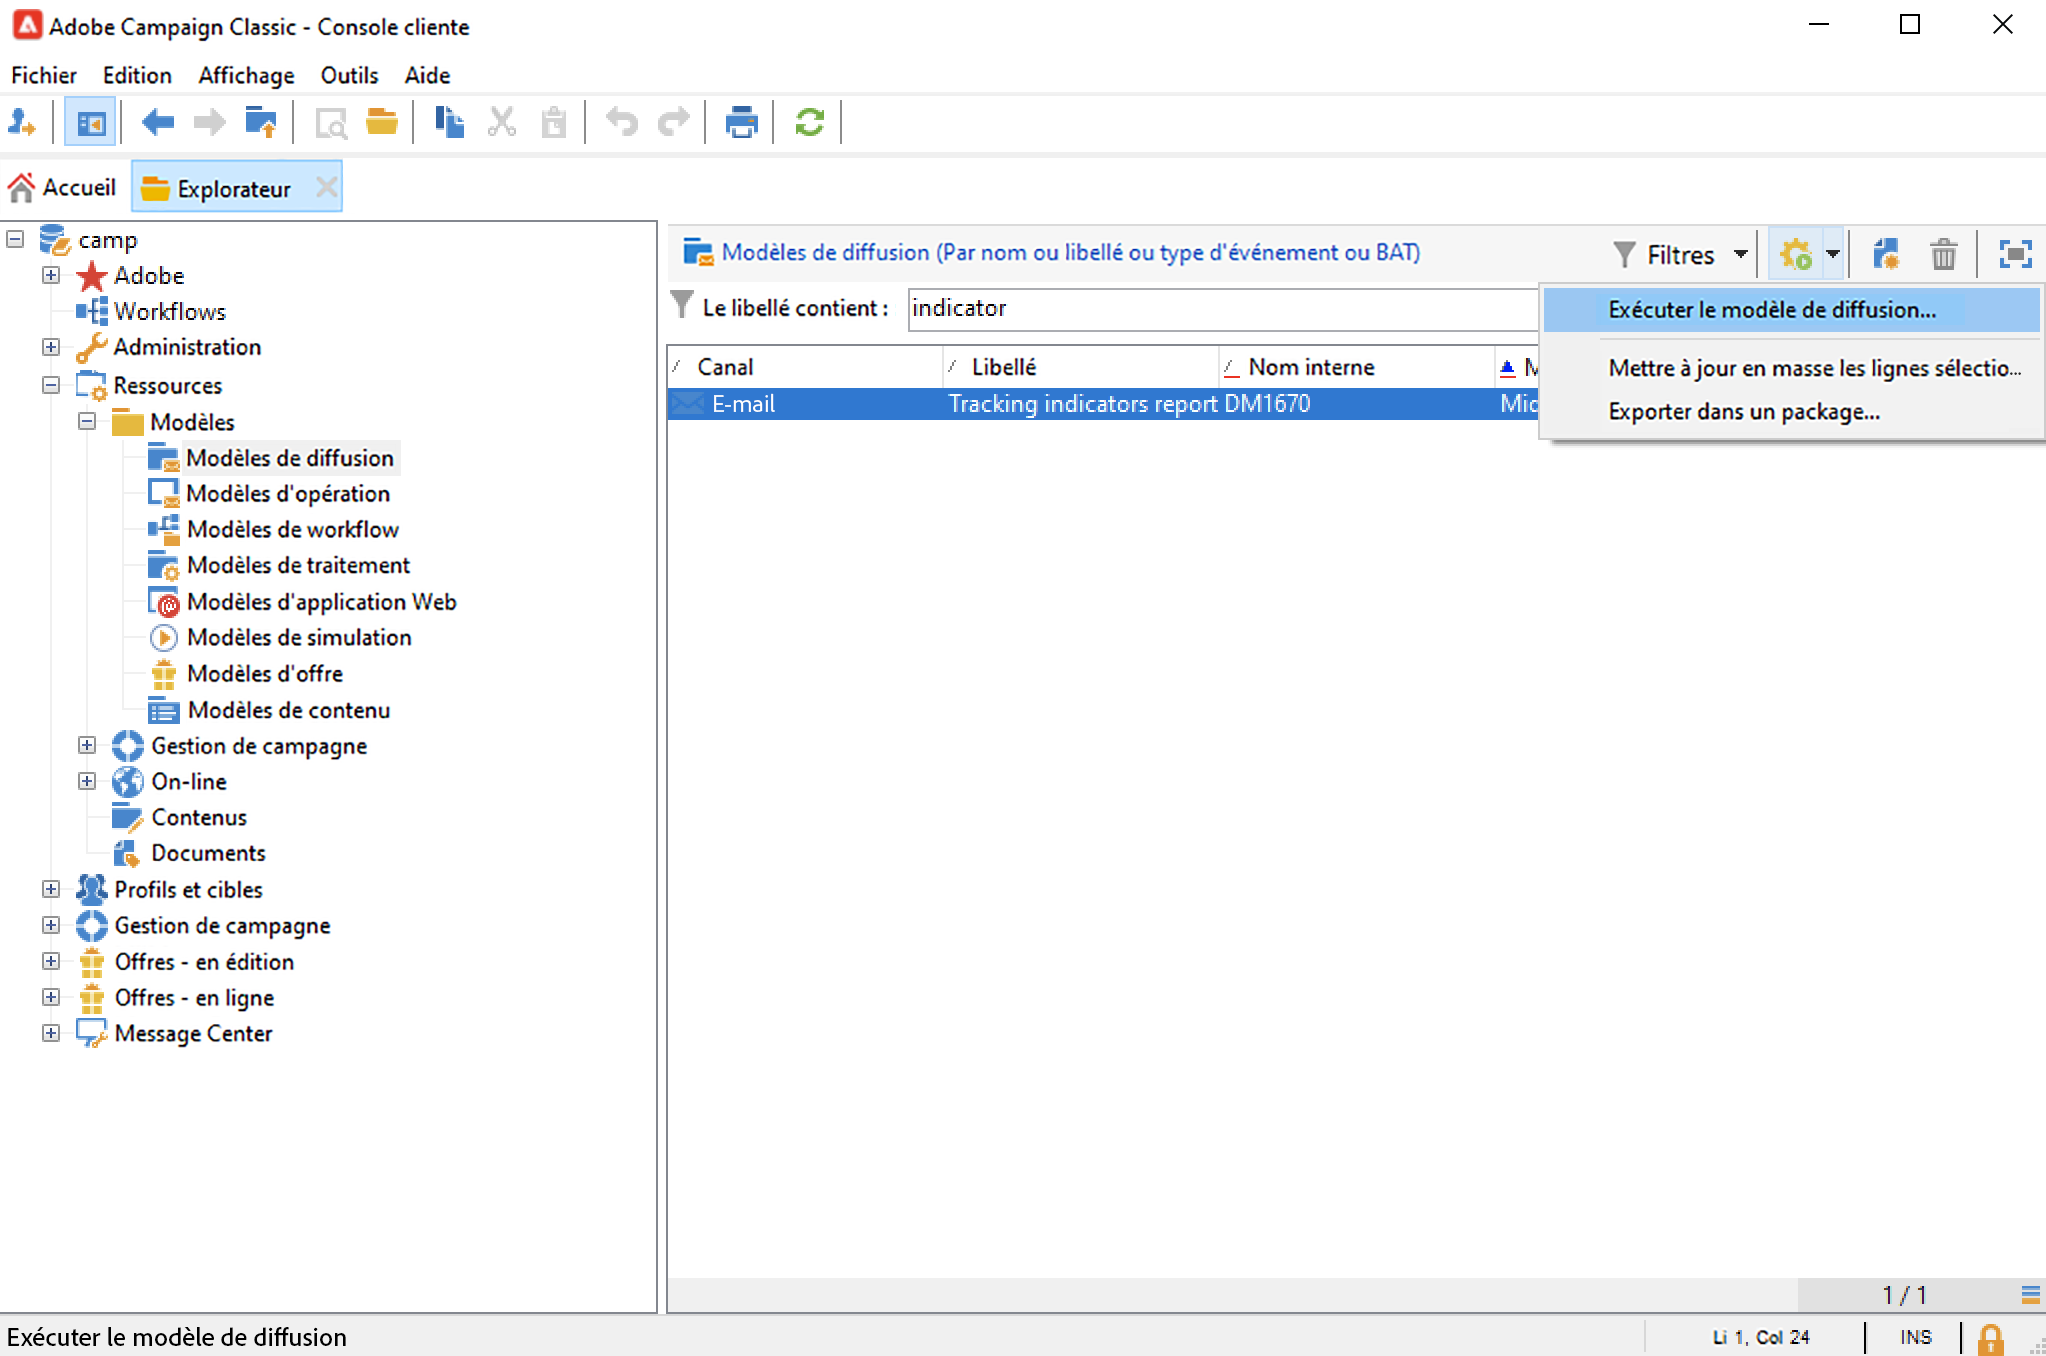 Adobe Campaign Classic - Console cliente
Fichier Edition Affichage Outils Aide
Accueil Explorateur
camp
Adobe
Workflows
Administration
Ressources
Modèles
Modèles de diffusion
Modèles d'opération
Modèles de workflow
Modèles de traitement
Modèles d'application Web
Modèles de simulation
Modèles d'offre
Modèles de contenu
Gestion de campagne
On-line
Contenus
Documents
Profils et cibles
Gestion de campagne
Offres - en édition
Offres - en ligne
Message Center
Modèles de diffusion (Par nom ou libellé ou type d'événement ou BAT) Filtres
Le libellé contient : indicator
Exécuter le modèle de diffusion...
Mettre à jour en masse les lignes sélectio...
Exporter dans un package...
Canal Libellé Nom interne
E-mail Tracking indicators report DM1670
1 / 1
Exécuter le modèle de diffusion Li 1, Col 24 INS